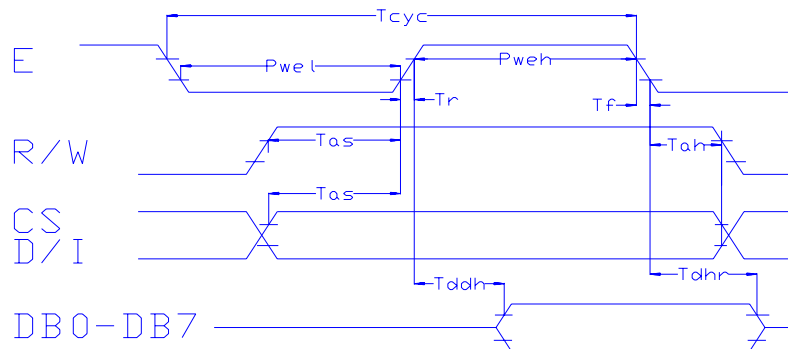 Tcyc
E
Pwel
Pweh
Tr
Tf
R/W
Tas
Tah
Tas
CS
D/I
Tddh
Tdhr
DB0-DB7